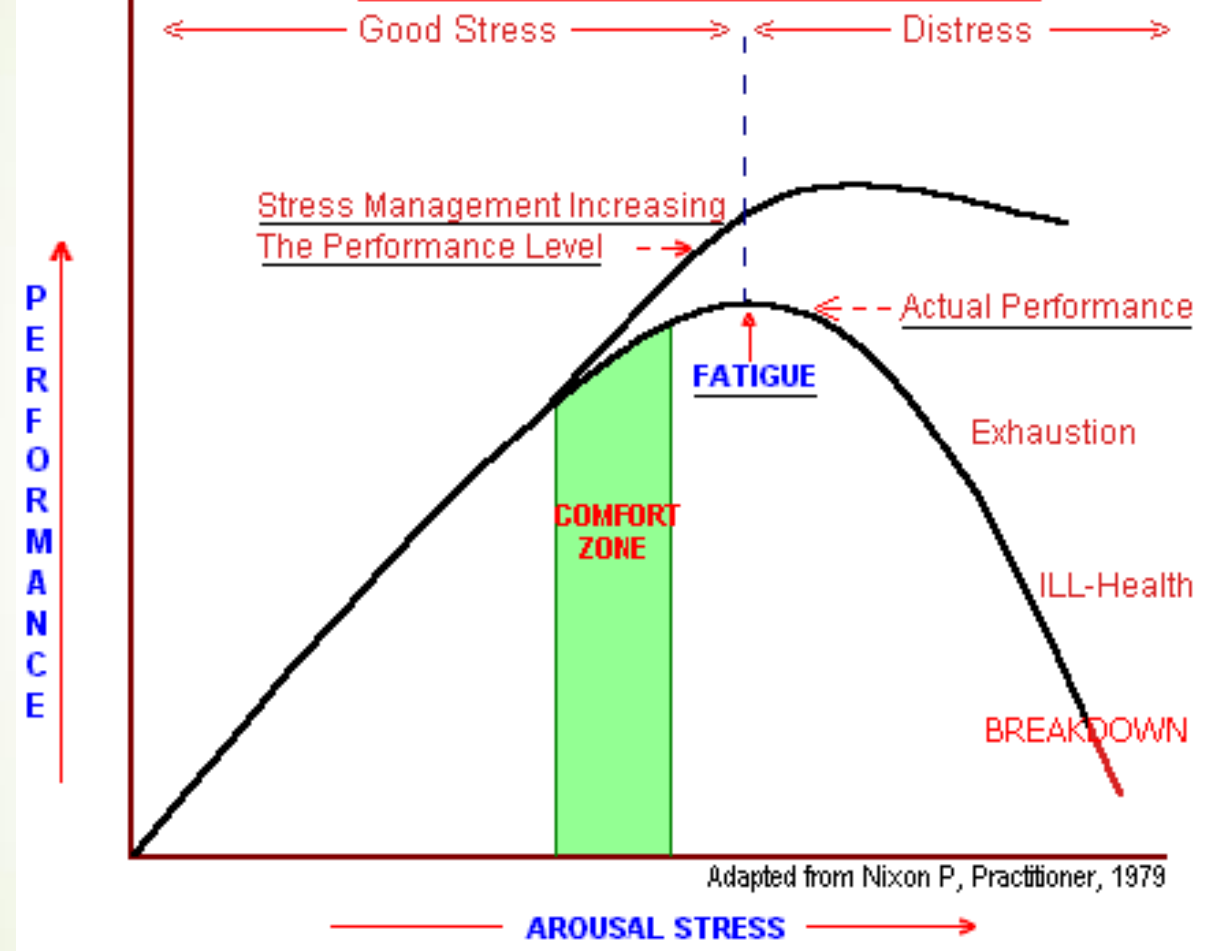 Good Stress
Distress
Stress Management Increasing
The Performance Level
Actual Performance
FATIGUE
Exhaustion
COMFORT
ZONE
ILL-Health
BREAKDOWN
PERFORMANCE
Adapted from Nixon P, Practitioner, 1979
AROUSAL STRESS